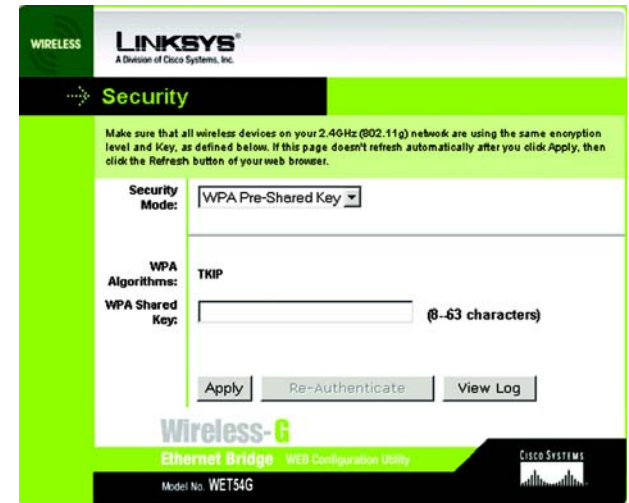 WIRELESS
LINKSYS®
A Division of Cisco Systems, Inc.
Security
Make sure that all wireless devices on your 2.4GHz (802.11g) network are using the same encryption
level and Key, as defined below. If this page doesn't refresh automatically after you click Apply, then
click the Refresh button of your web browser.
Security
Mode:
WPA Pre-Shared Key
WPA
Algorithms:
TKIP
WPA Shared
Key:
(8--63 characters)
Apply
Re-Authenticate
View Log
Wireless-G
Ethernet Bridge WEB Configuration Utility
CISCO SYSTEMS
Model No. WET54G